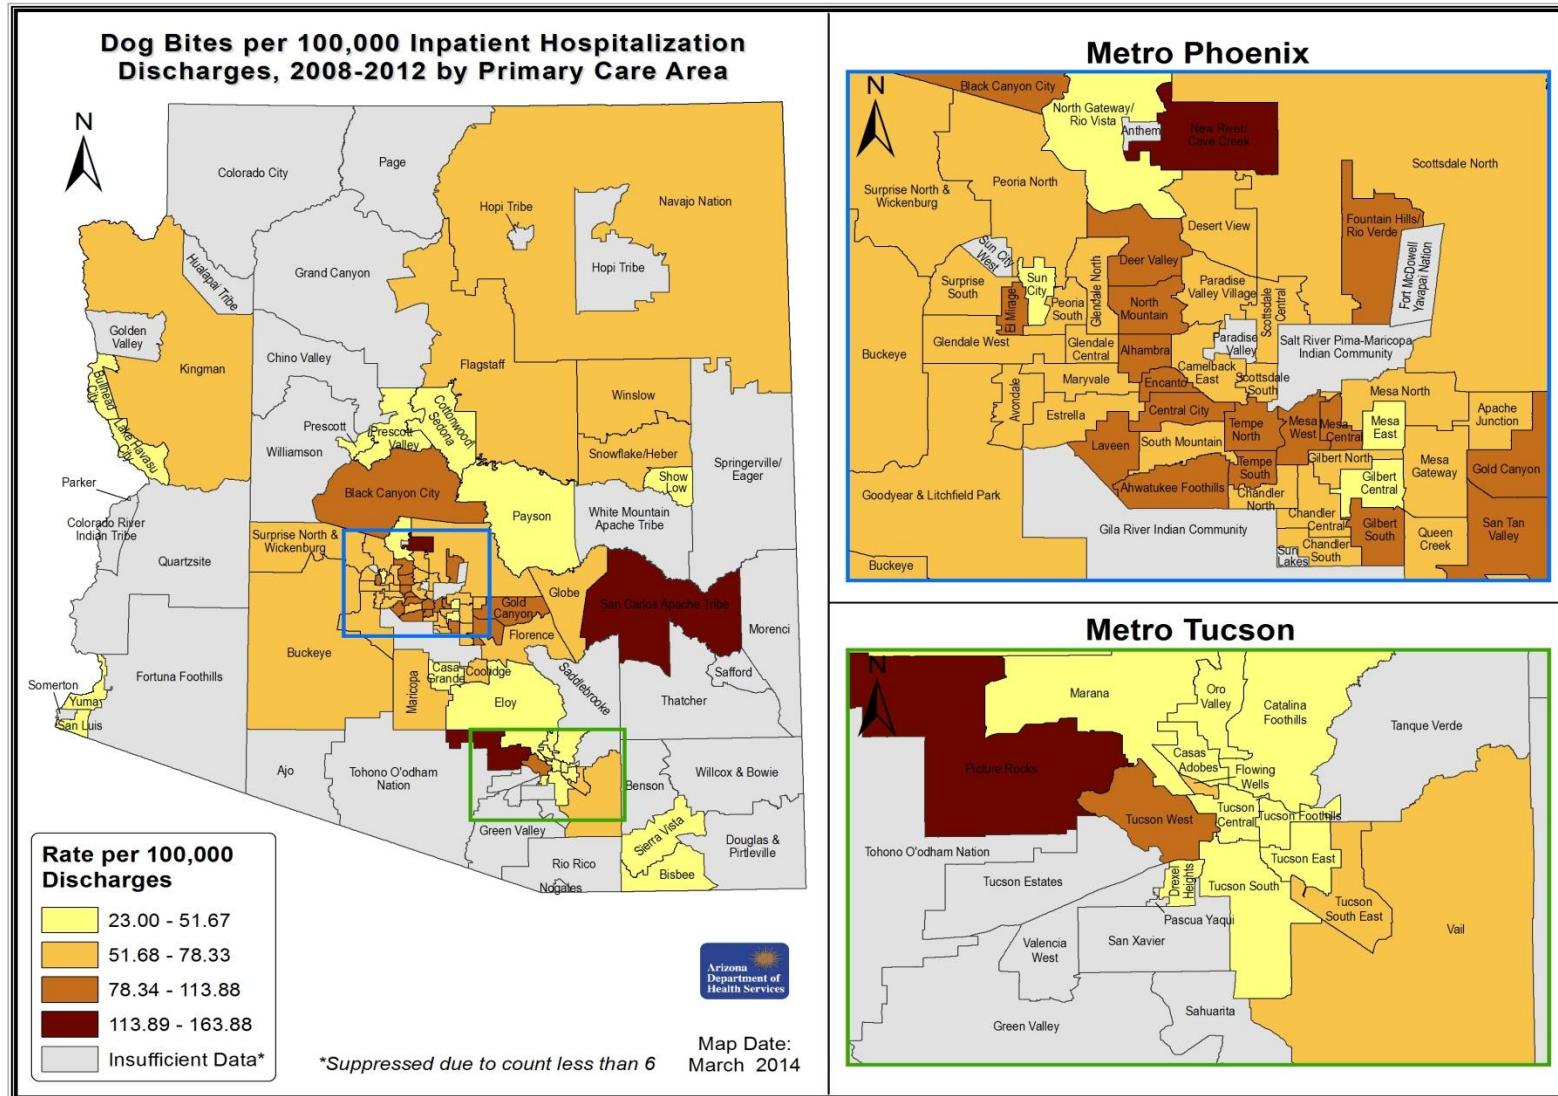 Dog Bites per 100,000 Inpatient Hospitalization
Discharges, 2008-2012 by Primary Care Area
N
Colorado City
Page
Navajo Nation
Hopi Tribe
Hopi Tribe
Grand Canyon
Hualapai Tribe
Golden
Valley
Kingman
Chino Valley
Flagstaff
Bullhead
City
Lake Havasu
City
Winslow
Prescott
Prescott
Valley
Cottonwood
Sedona
Williamson
Snowflake/Heber
Springerville/
Eager
Show
Low
Parker
Colorado River
Indian Tribe
Black Canyon City
Payson
White Mountain
Apache Tribe
Surprise North &
Wickenburg
Quartzsite
Globe
San Carlos Apache Tribe
Gold
Canyon
Morenci
Florence
Buckeye
Fortuna Foothills
Casa
Grande
Coolidge
Saddlebrooke
Safford
Somerton
Yuma
San Luis
Maricopa
Eloy
Thatcher
Ajo
Tohono O'odham
Nation
Willcox & Bowie
Benson
Green Valley
Sierra Vista
Douglas &
Pirtleville
Rio Rico
Bisbee
Nogales
Rate per 100,000
Discharges
23.00 - 51.67
51.68 - 78.33
78.34 - 113.88
113.89 - 163.88
Insufficient Data*
*Suppressed due to count less than 6
Arizona
Department of
Health Services
Map Date:
March 2014
Metro Phoenix
N
Black Canyon City
North Gateway/
Rio Vista
Anthem
New River/
Cave Creek
Scottsdale North
Surprise North &
Wickenburg
Peoria North
Desert View
Fountain Hills/
Rio Verde
Fort McDowell/
Yavapai Nation
Sun City
West
Deer Valley
Sun
City
Surprise
South
El Mirage
Peoria
South
Glendale North
North
Mountain
Paradise
Valley Village
Scottsdale
Central
Buckeye
Glendale West
Glendale
Central
Alhambra
Paradise
Valley
Salt River Pima-Maricopa
Indian Community
Camelback
East
Scottsdale
South
Avondale
Maryvale
Encanto
Mesa North
Estrella
Central City
Tempe
North
Mesa
West
Mesa
Central
Mesa
East
Apache
Junction
Laveen
South Mountain
Gilbert North
Mesa
Gateway
Gold Canyon
Goodyear & Litchfield Park
Ahwatukee Foothills
Tempe
South
Chandler
North
Gilbert
Central
Gila River Indian Community
Chandler
Central
Gilbert
South
Queen
Creek
San Tan
Valley
Chandler
South
Sun
Lakes
Buckeye
Metro Tucson
N
Marana
Oro
Valley
Catalina
Foothills
Tanque Verde
Picture Rocks
Casas
Adobes
Flowing
Wells
Tucson West
Tucson
Central
Tucson Foothills
Tohono O'odham Nation
Tucson East
Tucson Estates
Drexel
Heights
Tucson South
Tucson
South East
Pascua Yaqui
Vail
Valencia
West
San Xavier
Sahuarita
Green Valley